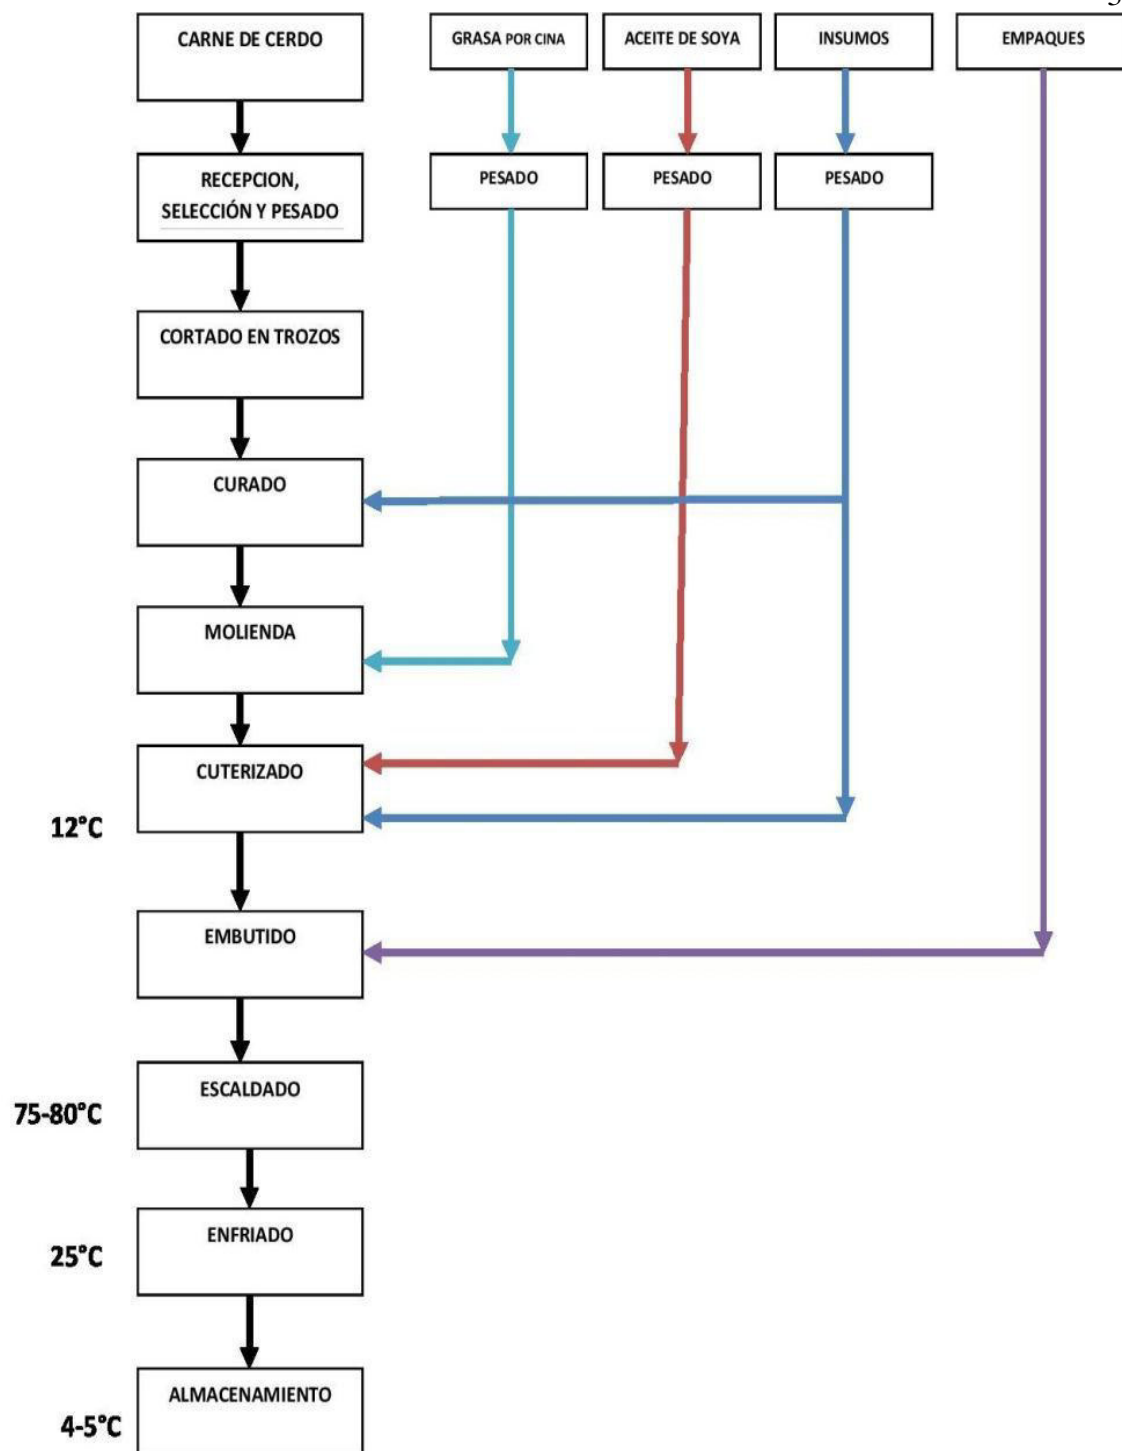 CARNE DE CERDO
GRASA POR CINA
ACEITE DE SOYA
INSUMOS
EMPAQUES
RECEPCION,
SELECCIÓN Y PESADO
PESADO
PESADO
PESADO
CORTADO EN TROZOS
CURADO
MOLIENDA
CUTERIZADO
12°C
EMBUTIDO
ESCALDADO
75-80°C
ENFRIADO
25°C
ALMACENAMIENTO
4-5°C